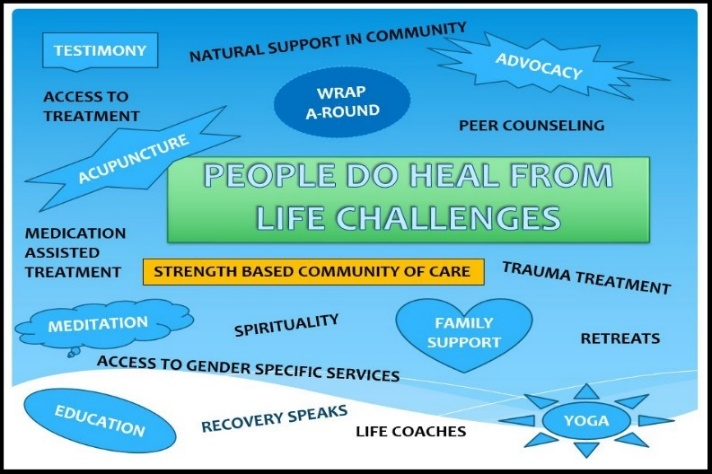 TESTIMONY
NATURAL SUPPORT IN COMMUNITY
ADVOCACY
ACCESS TO
TREATMENT
WRAP
A-ROUND
PEER COUNSELING
ACUPUNCTURE
PEOPLE DO HEAL FROM
LIFE CHALLENGES
MEDICATION
ASSISTED
TREATMENT
STRENGTH BASED COMMUNITY OF CARE
TRAUMA TREATMENT
MEDITATION
SPIRITUALITY
FAMILY
SUPPORT
RETREATS
ACCESS TO GENDER SPECIFIC SERVICES
EDUCATION
RECOVERY SPEAKS
LIFE COACHES
YOGA